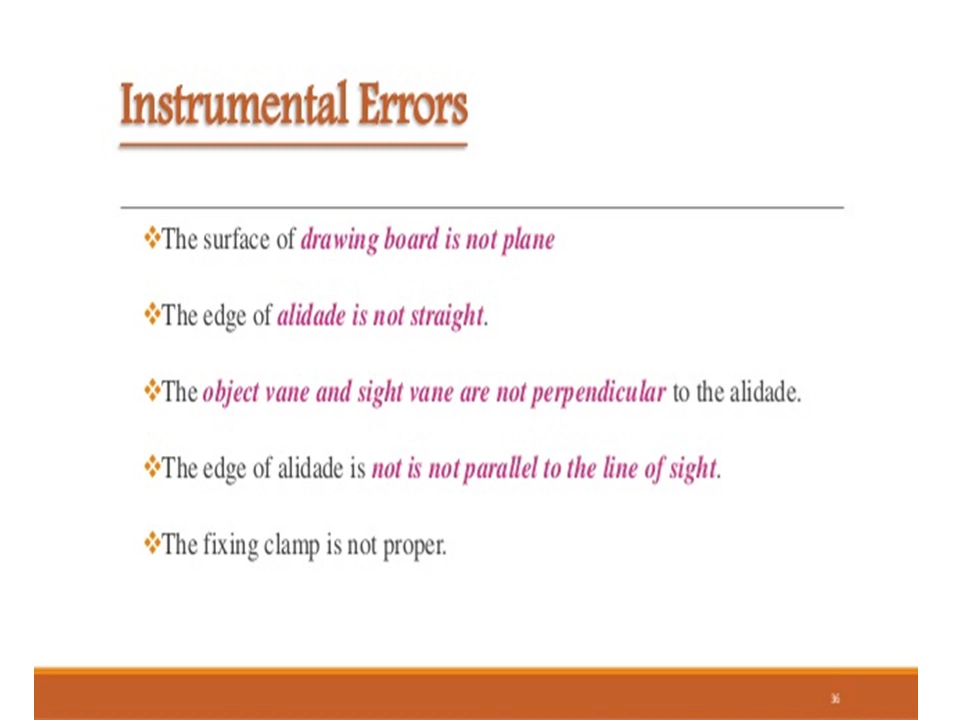 Instrumental Errors
❖The surface of drawing board is not plane
❖The edge of alidade is not straight.
❖The object vane and sight vane are not perpendicular to the alidade.
❖The edge of alidade is not is not parallel to the line of sight.
❖The fixing clamp is not proper.
36